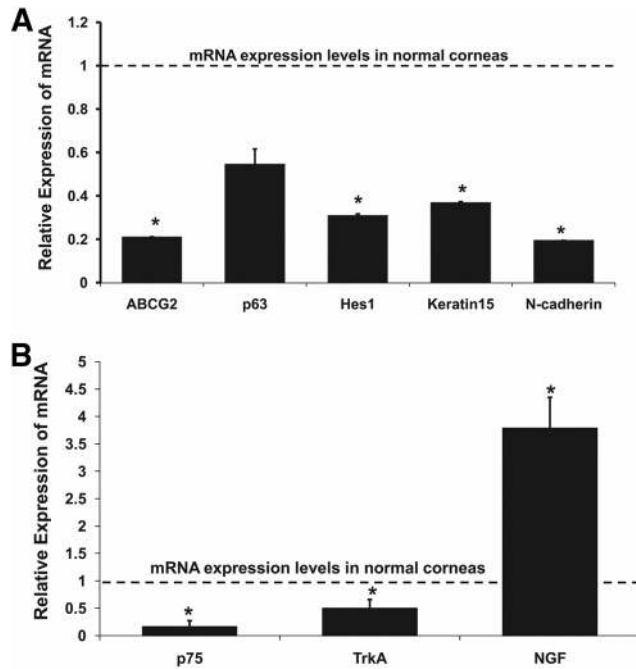 A
Relative Expression of mRNA
1.2
1
0.8
0.6
0.4
0.2
0
mRNA expression levels in normal corneas
* * * *
ABCG2 p63 Hes1 Keratin15 N-cadherin
B
Relative Expression of mRNA
5
4.5
4
3.5
3
2.5
2
1.5
1
0.5
0
mRNA expression levels in normal corneas
* * *
p75 TrkA NGF